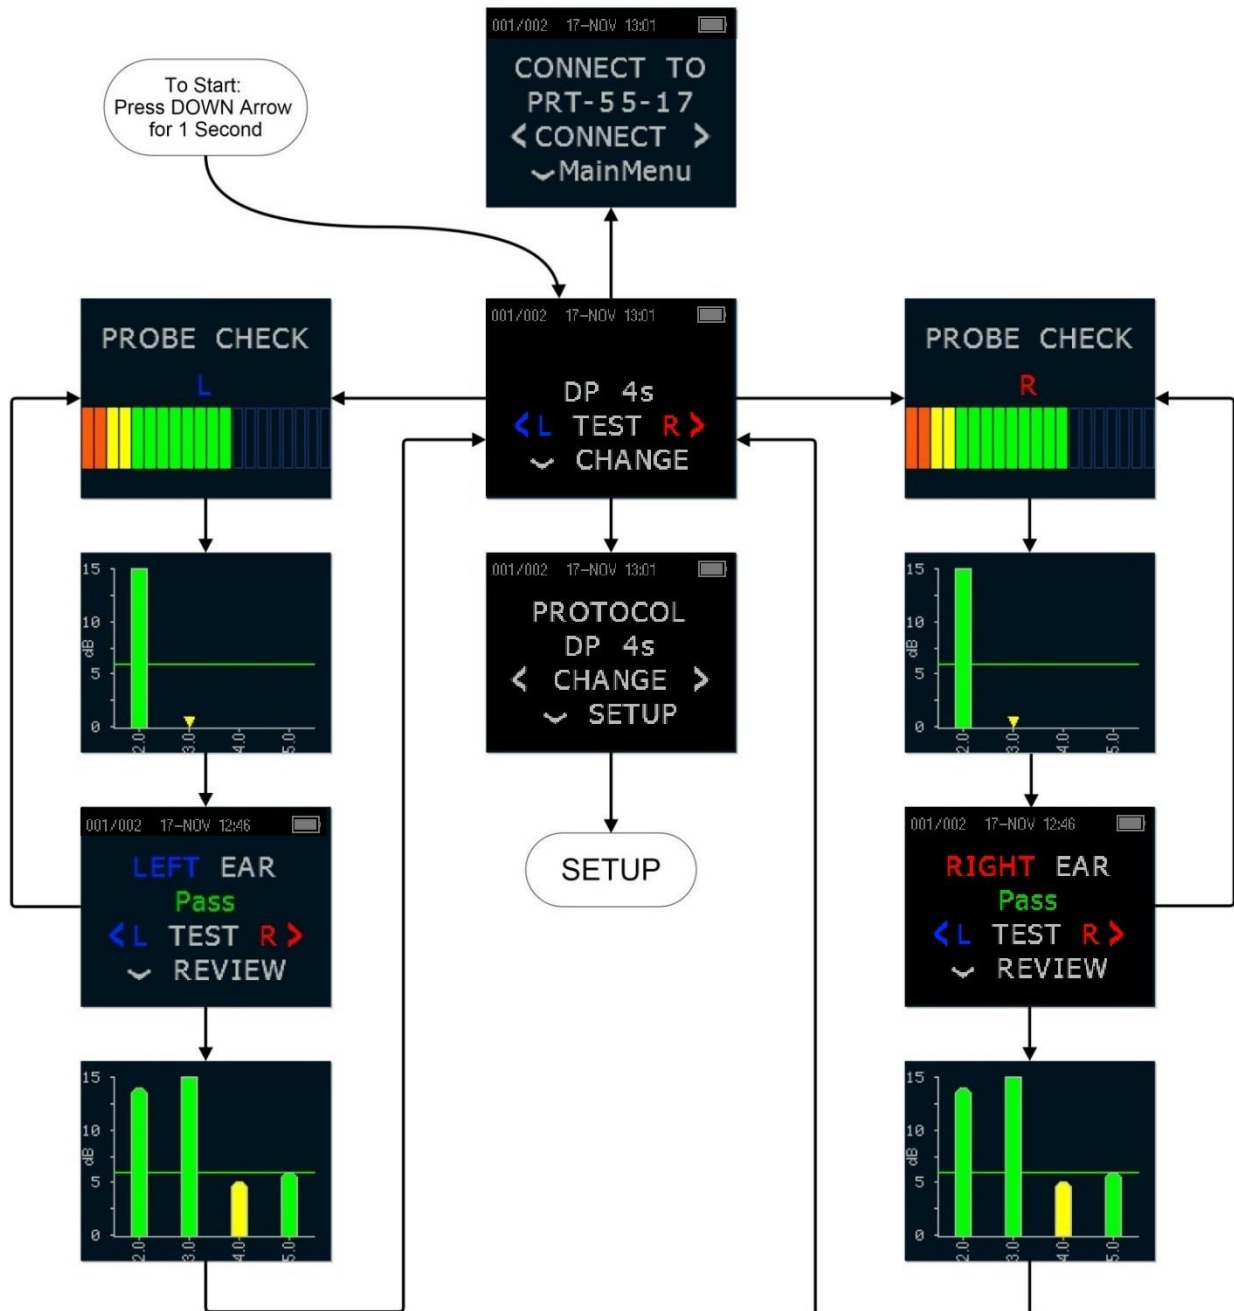 001/002 17-NOV 13:01
CONNECT TO
PRT-55-17
< CONNECT >
MainMenu
To Start:
Press DOWN Arrow
for 1 Second
PROBE CHECK
L
001/002 17-NOV 13:01
DP 4s
< L TEST R >
CHANGE
PROBE CHECK
R
15
10
dB
5
0
2.0 3.0 4.0 5.0
001/002 17-NOV 13:01
PROTOCOL
DP 4s
< CHANGE >
SETUP
15
10
dB
5
0
2.0 3.0 4.0 5.0
001/002 17-NOV 12:46
LEFT EAR
Pass
< L TEST R >
REVIEW
SETUP
001/002 17-NOV 12:46
RIGHT EAR
Pass
< L TEST R >
REVIEW
15
10
dB
5
0
2.0 3.0 4.0 5.0
15
10
dB
5
0
2.0 3.0 4.0 5.0